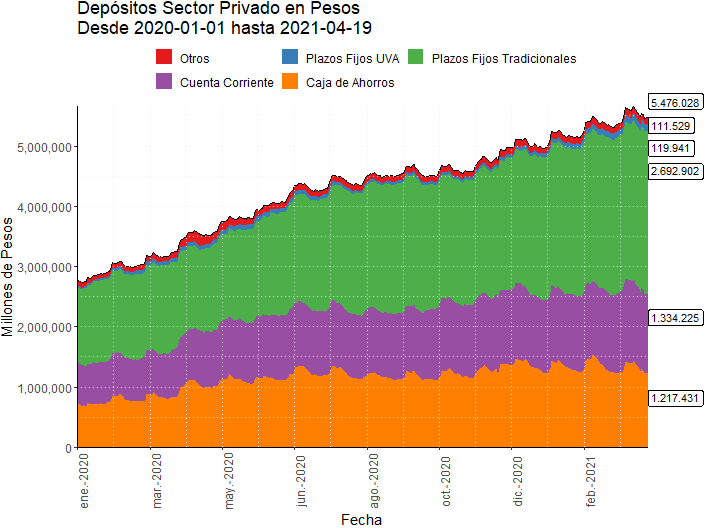 Depósitos Sector Privado en Pesos
Desde 2020-01-01 hasta 2021-04-19
Otros
Plazos Fijos UVA
Plazos Fijos Tradicionales
Cuenta Corriente
Caja de Ahorros
Millones de Pesos
5,000,000
4,000,000
3,000,000
2,000,000
1,000,000
0
5.476.028
111.529
119.941
2.692.902
1.334.225
1.217.431
ene.-2020
mar.-2020
may.-2020
jun.-2020
ago.-2020
oct.-2020
dic.-2020
feb.-2021
Fecha